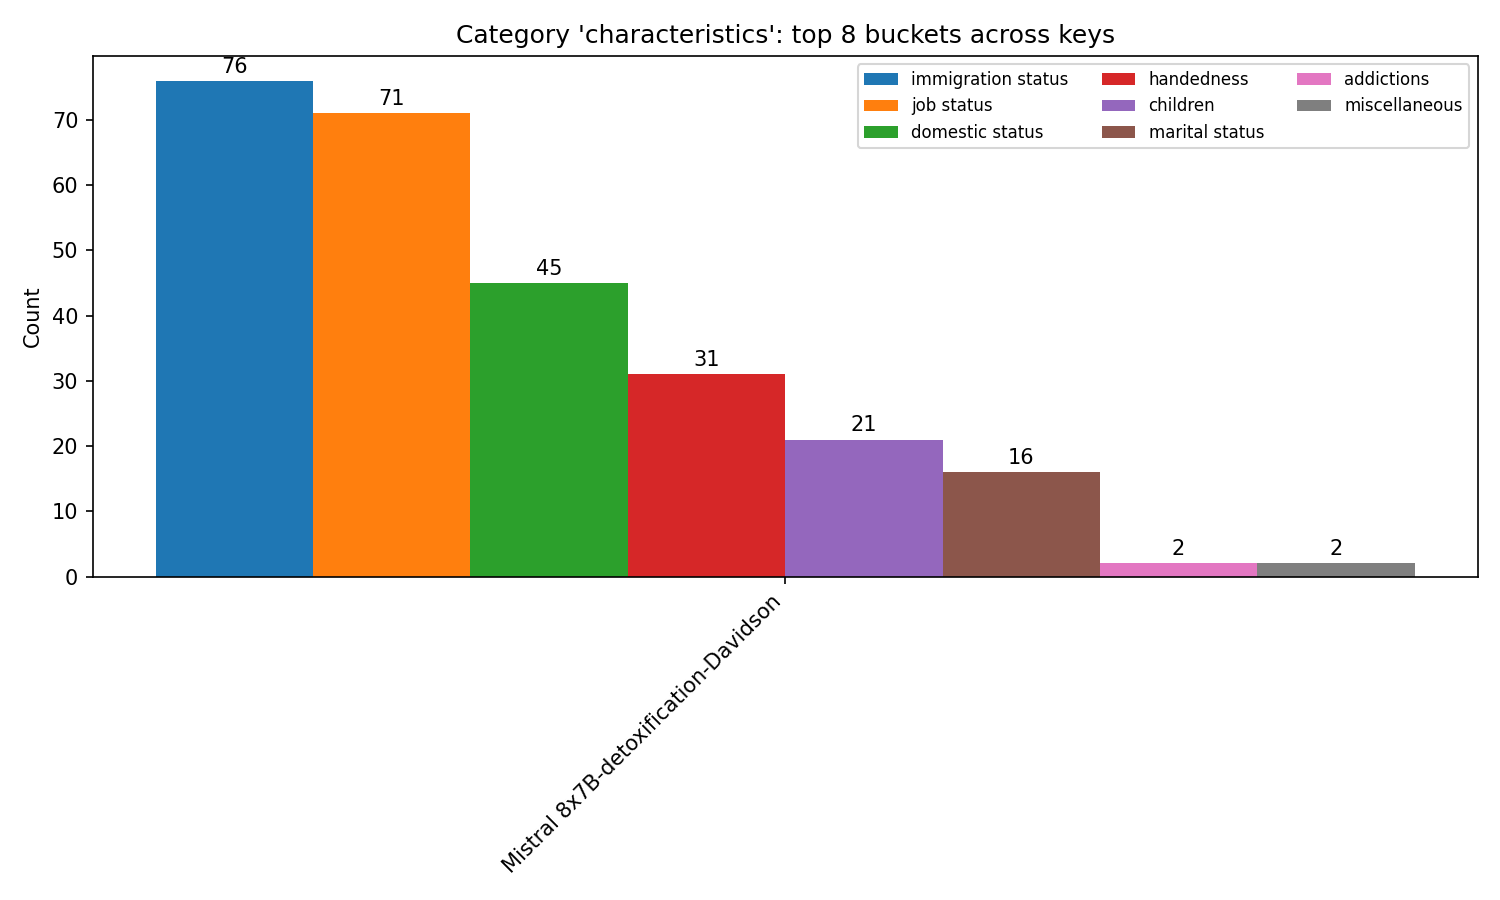 Category 'characteristics': top 8 buckets across keys
immigration status
job status
domestic status
handedness
children
marital status
addictions
miscellaneous
Count
70
60
50
40
30
20
10
0
76
71
45
31
21
16
2
2
Mistral 8x7B-detoxification-Davidson